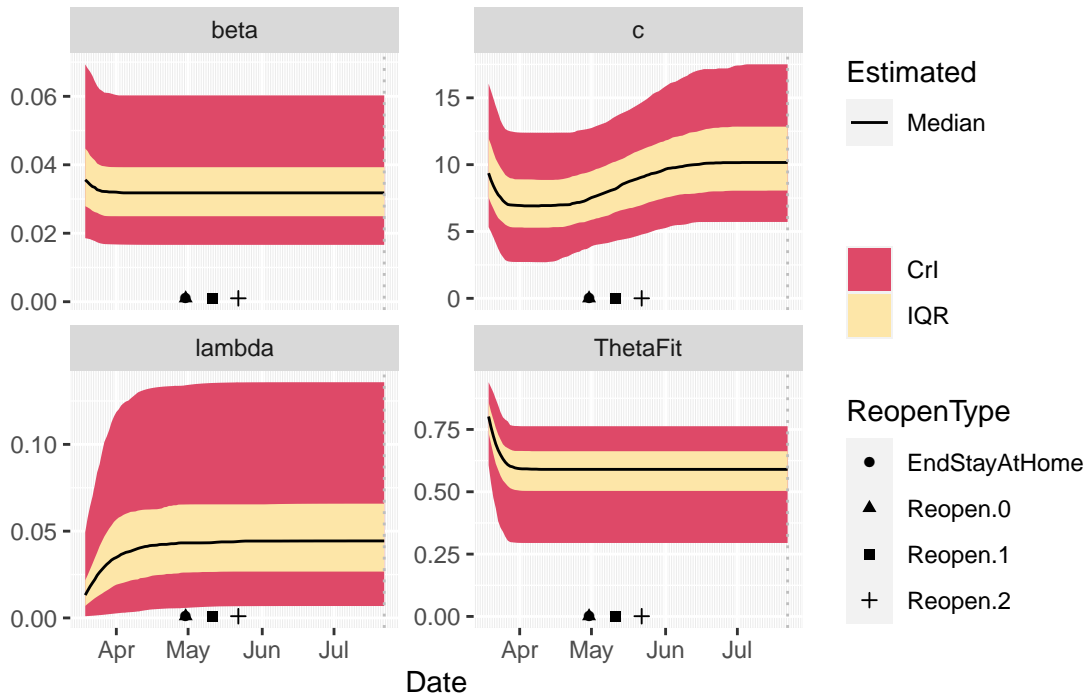 beta
c
0.06
0.04
0.02
0.00
15
10
5
0
lambda
ThetaFit
0.10
0.05
0.00
0.75
0.50
0.25
0.00
Apr May Jun Jul
Apr May Jun Jul
Date
Estimated
Median
CrI
IQR
ReopenType
EndStayAtHome
Reopen.0
Reopen.1
Reopen.2